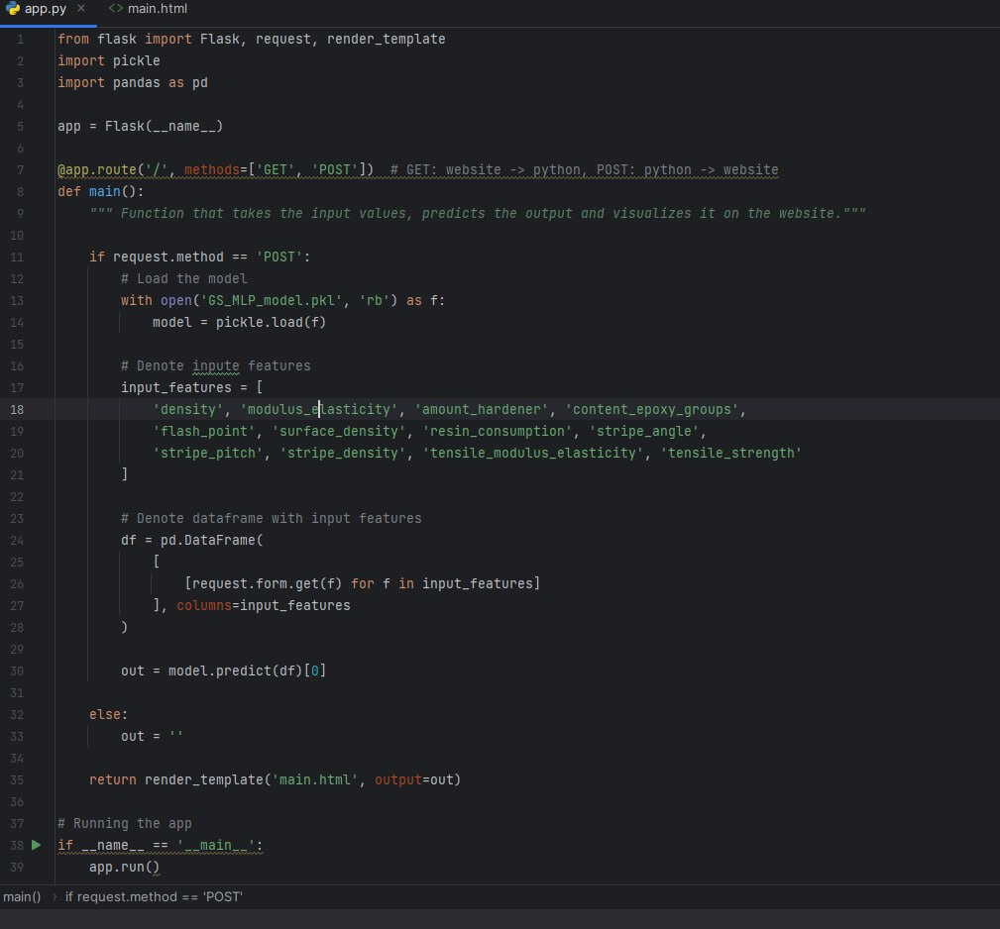 app.py × <> main.html
1 from flask import Flask, request, render_template
2 import pickle
3 import pandas as pd
4
5 app = Flask(__name__)
6
7 @app.route('/', methods=['GET', 'POST']) # GET: website -> python, POST: python -> website
8 def main():
9 """ Function that takes the input values, predicts the output and visualizes it on the website."""
10
11 if request.method == 'POST':
12 # Load the model
13 with open('GS_MLP_model.pkl', 'rb') as f:
14 model = pickle.load(f)
15
16 # Denote inpute features
17 input_features = [
18 'density', 'modulus_elasticity', 'amount_hardener', 'content_epoxy_groups',
19 'flash_point', 'surface_density', 'resin_consumption', 'stripe_angle',
20 'stripe_pitch', 'stripe_density', 'tensile_modulus_elasticity', 'tensile_strength'
21 ]
22
23 # Denote dataframe with input features
24 df = pd.DataFrame(
25 [
26 [request.form.get(f) for f in input_features]
27 ], columns=input_features
28 )
29
30 out = model.predict(df)[0]
31
32 else:
33 out = ''
34
35 return render_template('main.html', output=out)
36
37 # Running the app
38 if __name__ == '__main__':
39 app.run()
main() › if request.method == 'POST'